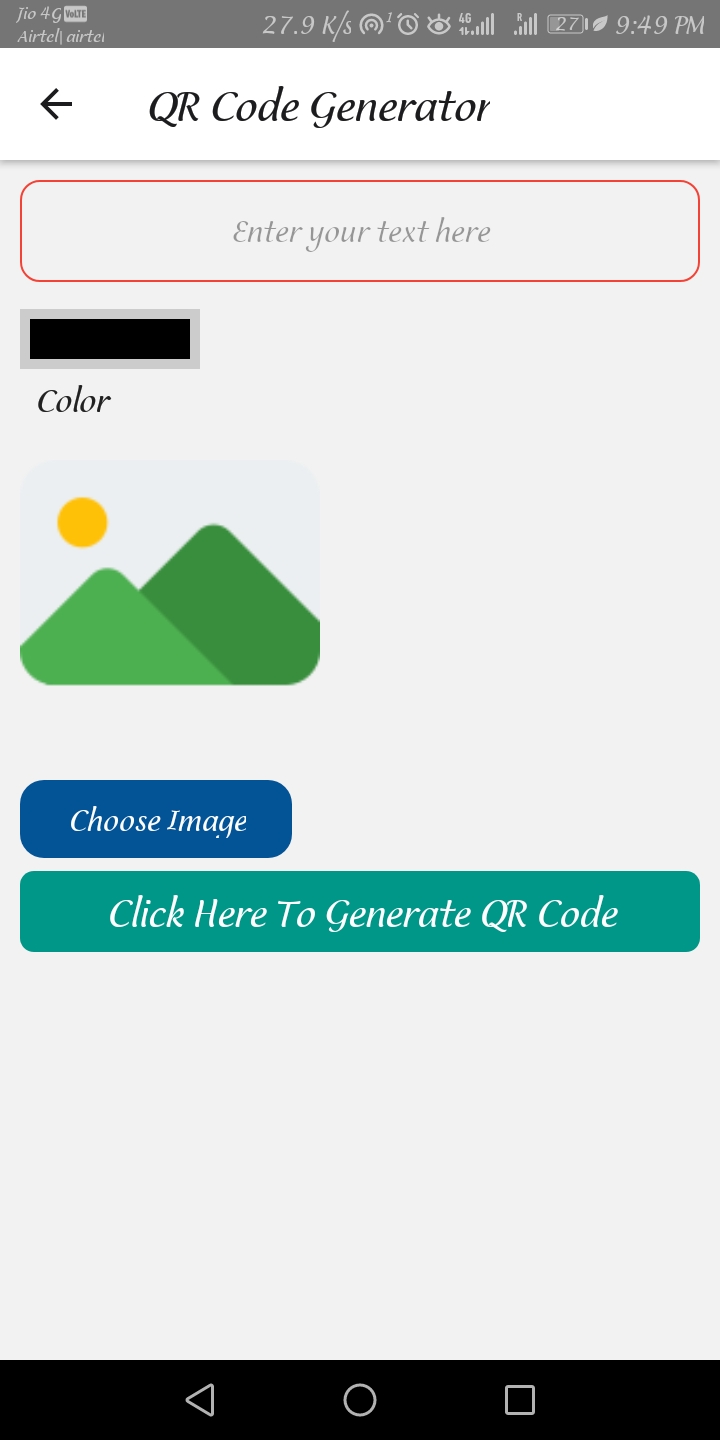 Jio 4G VoLTE
Airtel| airtel
27.9 K/s 1 4G R 27 9:49 PM
QR Code Generator
Enter your text here
Color
Choose Image
Click Here To Generate QR Code